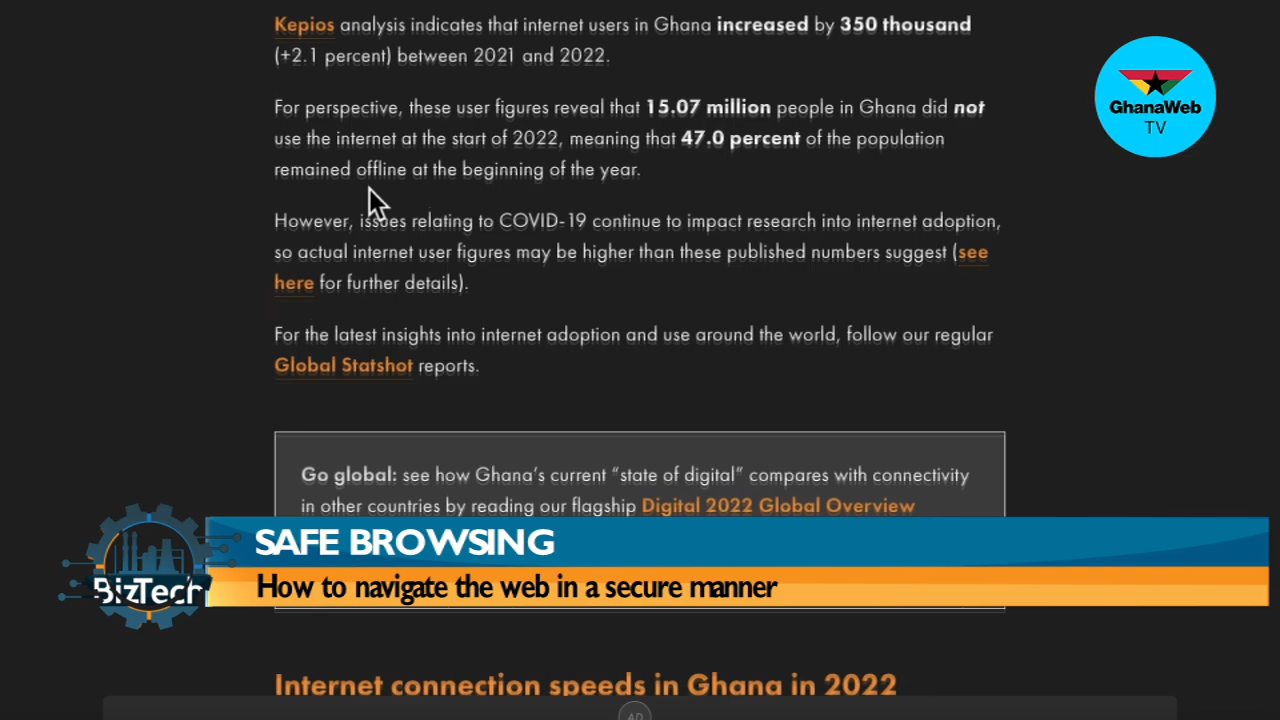 Kepios analysis indicates that internet users in Ghana increased by 350 thousand
(+2.1 percent) between 2021 and 2022.
For perspective, these user figures reveal that 15.07 million people in Ghana did not
use the internet at the start of 2022, meaning that 47.0 percent of the population
remained offline at the beginning of the year.
However, issues relating to COVID-19 continue to impact research into internet adoption,
so actual internet user figures may be higher than these published numbers suggest (see
here for further details).
For the latest insights into internet adoption and use around the world, follow our regular
Global Statshot reports.
Go global: see how Ghana's current “state of digital” compares with connectivity
in other countries by reading our flagship Digital 2022 Global Overview
GhanaWeb
TV
SAFE BROWSING
How to navigate the web in a secure manner
BizTech
Internet connection speeds in Ghana in 2022
AD